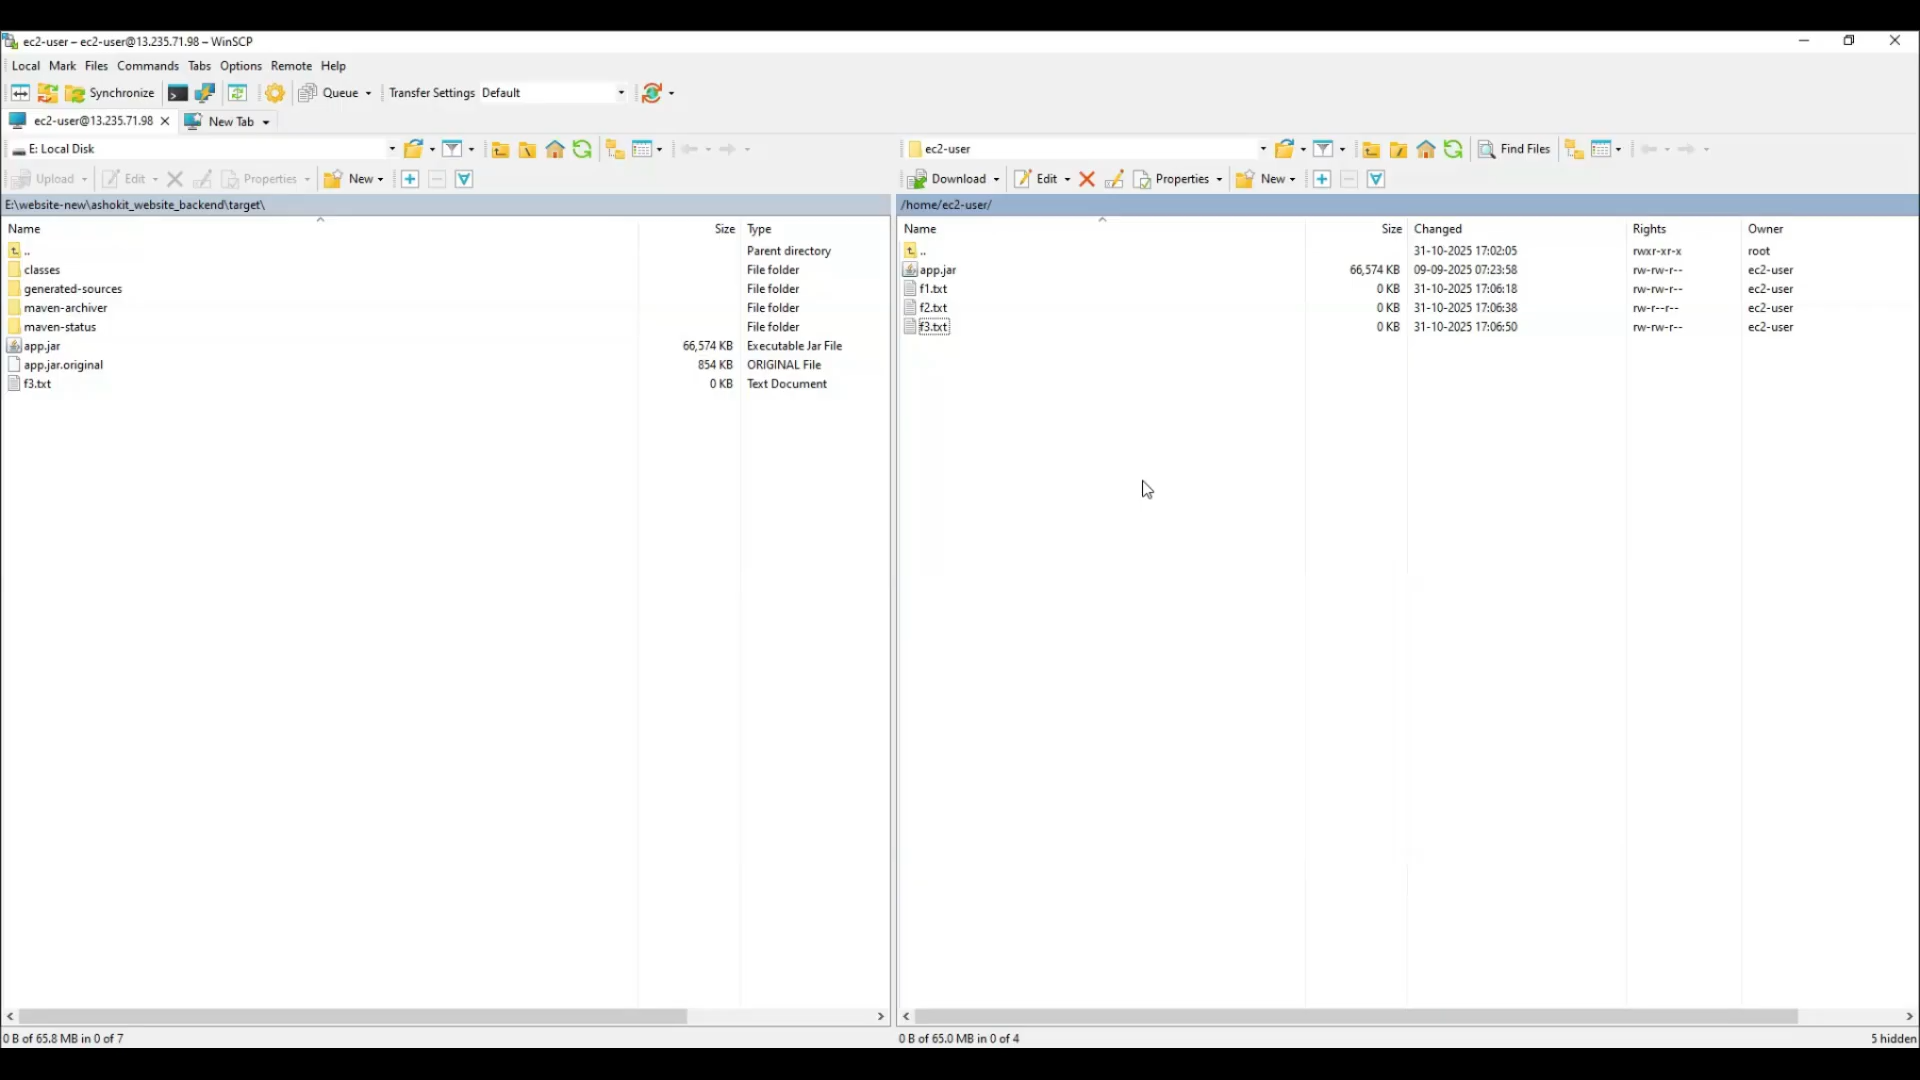 ec2-user – ec2-user@13.235.71.98 – WinSCP
Local Mark Files Commands Tabs Options Remote Help
Synchronize Queue Transfer Settings Default
ec2-user@13.235.71.98 New Tab
E: Local Disk
Upload Edit Properties New
E:\website-new\ashokit_website_backend\target\
Name Size Type
.. Parent directory
classes File folder
generated-sources File folder
maven-archiver File folder
maven-status File folder
app.jar 66,574 KB Executable Jar File
app.jar.original 854 KB ORIGINAL File
f3.txt 0 KB Text Document
0 B of 65.8 MB in 0 of 7
ec2-user Find Files
Download Edit Properties New
/home/ec2-user/
Name Size Changed Rights Owner
.. 31-10-2025 17:02:05 rwxr-xr-x root
app.jar 66,574 KB 09-09-2025 07:23:58 rw-rw-r-- ec2-user
f1.txt 0 KB 31-10-2025 17:06:18 rw-rw-r-- ec2-user
f2.txt 0 KB 31-10-2025 17:06:38 rw-r--r-- ec2-user
f3.txt 0 KB 31-10-2025 17:06:50 rw-rw-r-- ec2-user
0 B of 65.0 MB in 0 of 4
5 hidden